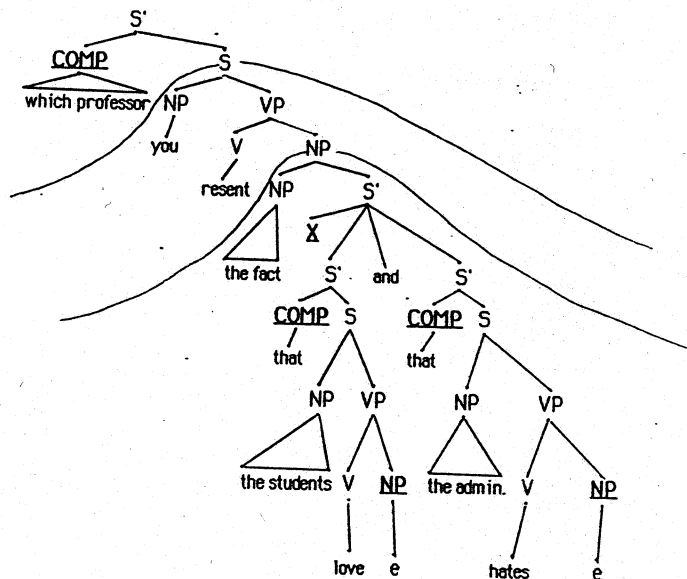 S'
COMP S
which professor NP VP
you V NP
resent NP S'
X
the fact S' and S'
COMP S COMP S
that that
NP VP NP VP
the students V NP the admin. V NP
love e hates e